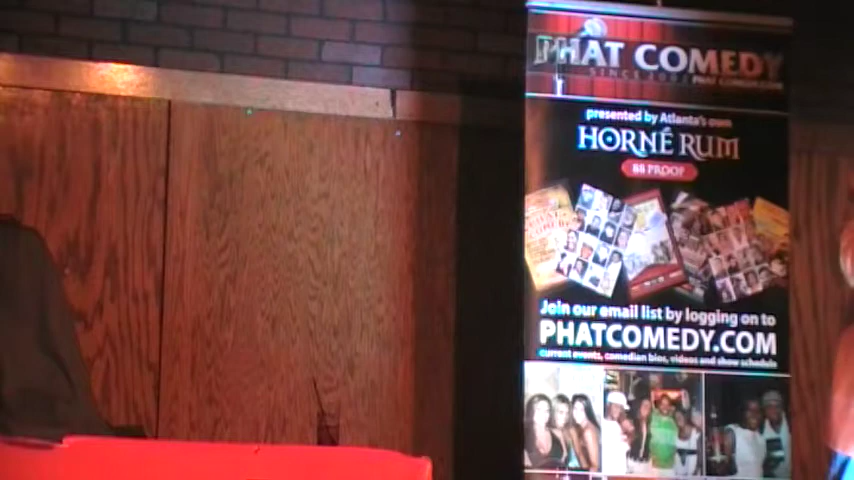 PHAT COMEDY
presented by Atlanta's own
HORNÉ RUM
88 PROOF
Join our email list by logging on to
PHATCOMEDY.COM
current events, comedian bios, videos and show schedule